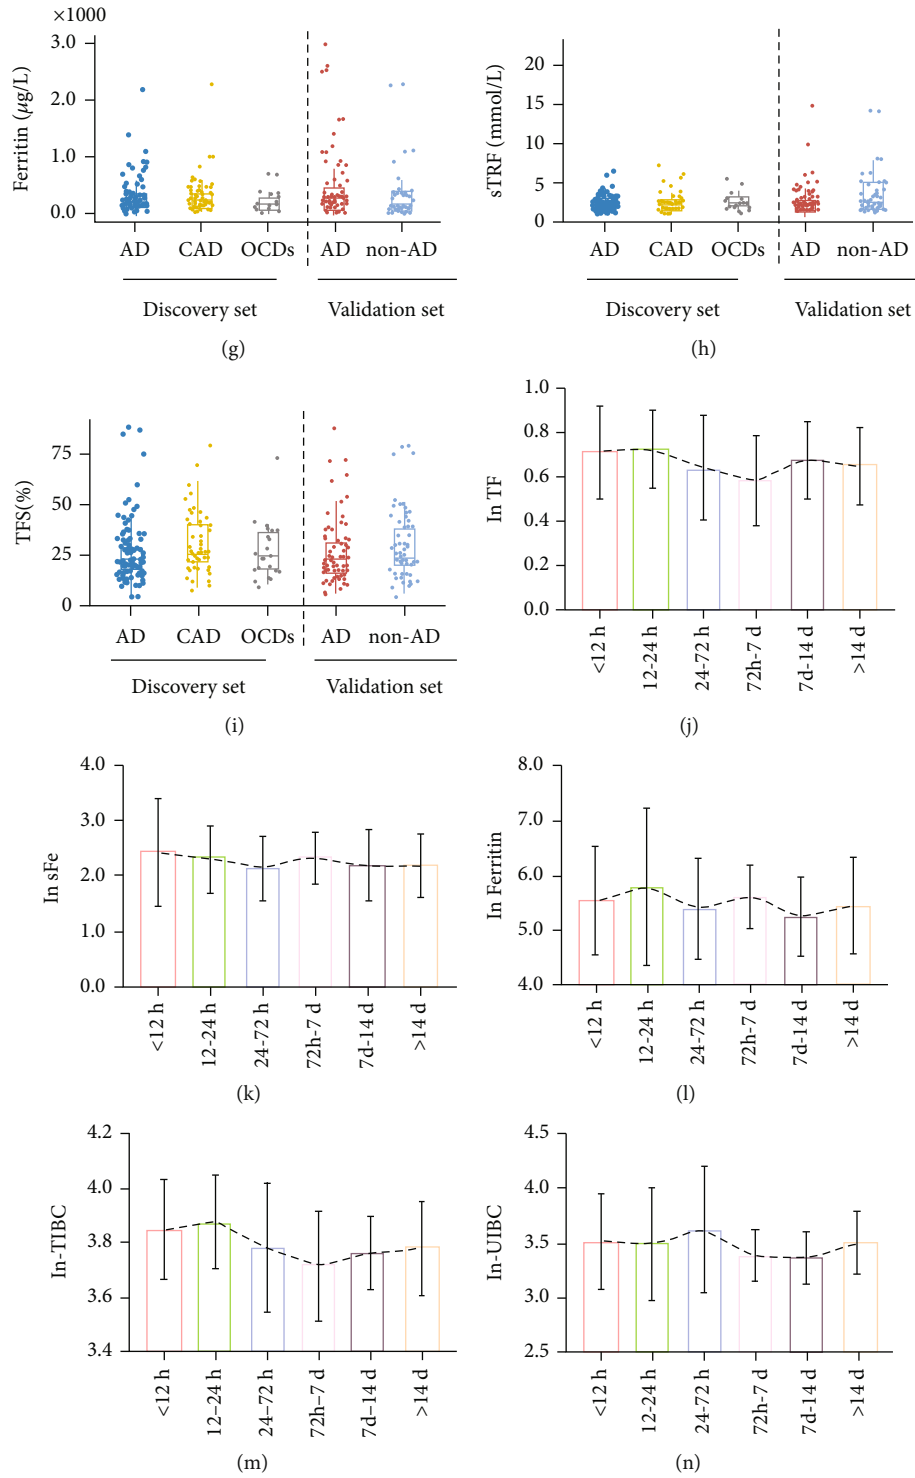 ×1000
Ferritin (μg/L)
3.0
2.0
1.0
0.0
AD CAD OCDs AD non-AD
Discovery set Validation set
(g)
sTRF (mmol/L)
20
15
10
5
0
AD CAD OCDs AD non-AD
Discovery set Validation set
(h)
TFS(%)
75
50
25
0
AD CAD OCDs AD non-AD
Discovery set Validation set
(i)
In TF
1.0
0.8
0.6
0.4
0.2
0.0
<12 h 12-24 h 24-72 h 72h-7 d 7d-14 d >14 d
(j)
In sFe
4.0
3.0
2.0
1.0
0.0
<12 h 12-24 h 24-72 h 72h-7 d 7d-14 d >14 d
(k)
In Ferritin
8.0
7.0
6.0
5.0
4.0
<12 h 12-24 h 24-72 h 72h-7 d 7d-14 d >14 d
(l)
In-TIBC
4.2
4.0
3.8
3.6
3.4
<12 h 12–24 h 24–72 h 72h–7 d 7d–14 d >14 d
(m)
In-UIBC
4.5
4.0
3.5
3.0
2.5
<12 h 12-24 h 24-72 h 72h-7 d 7d-14 d >14 d
(n)